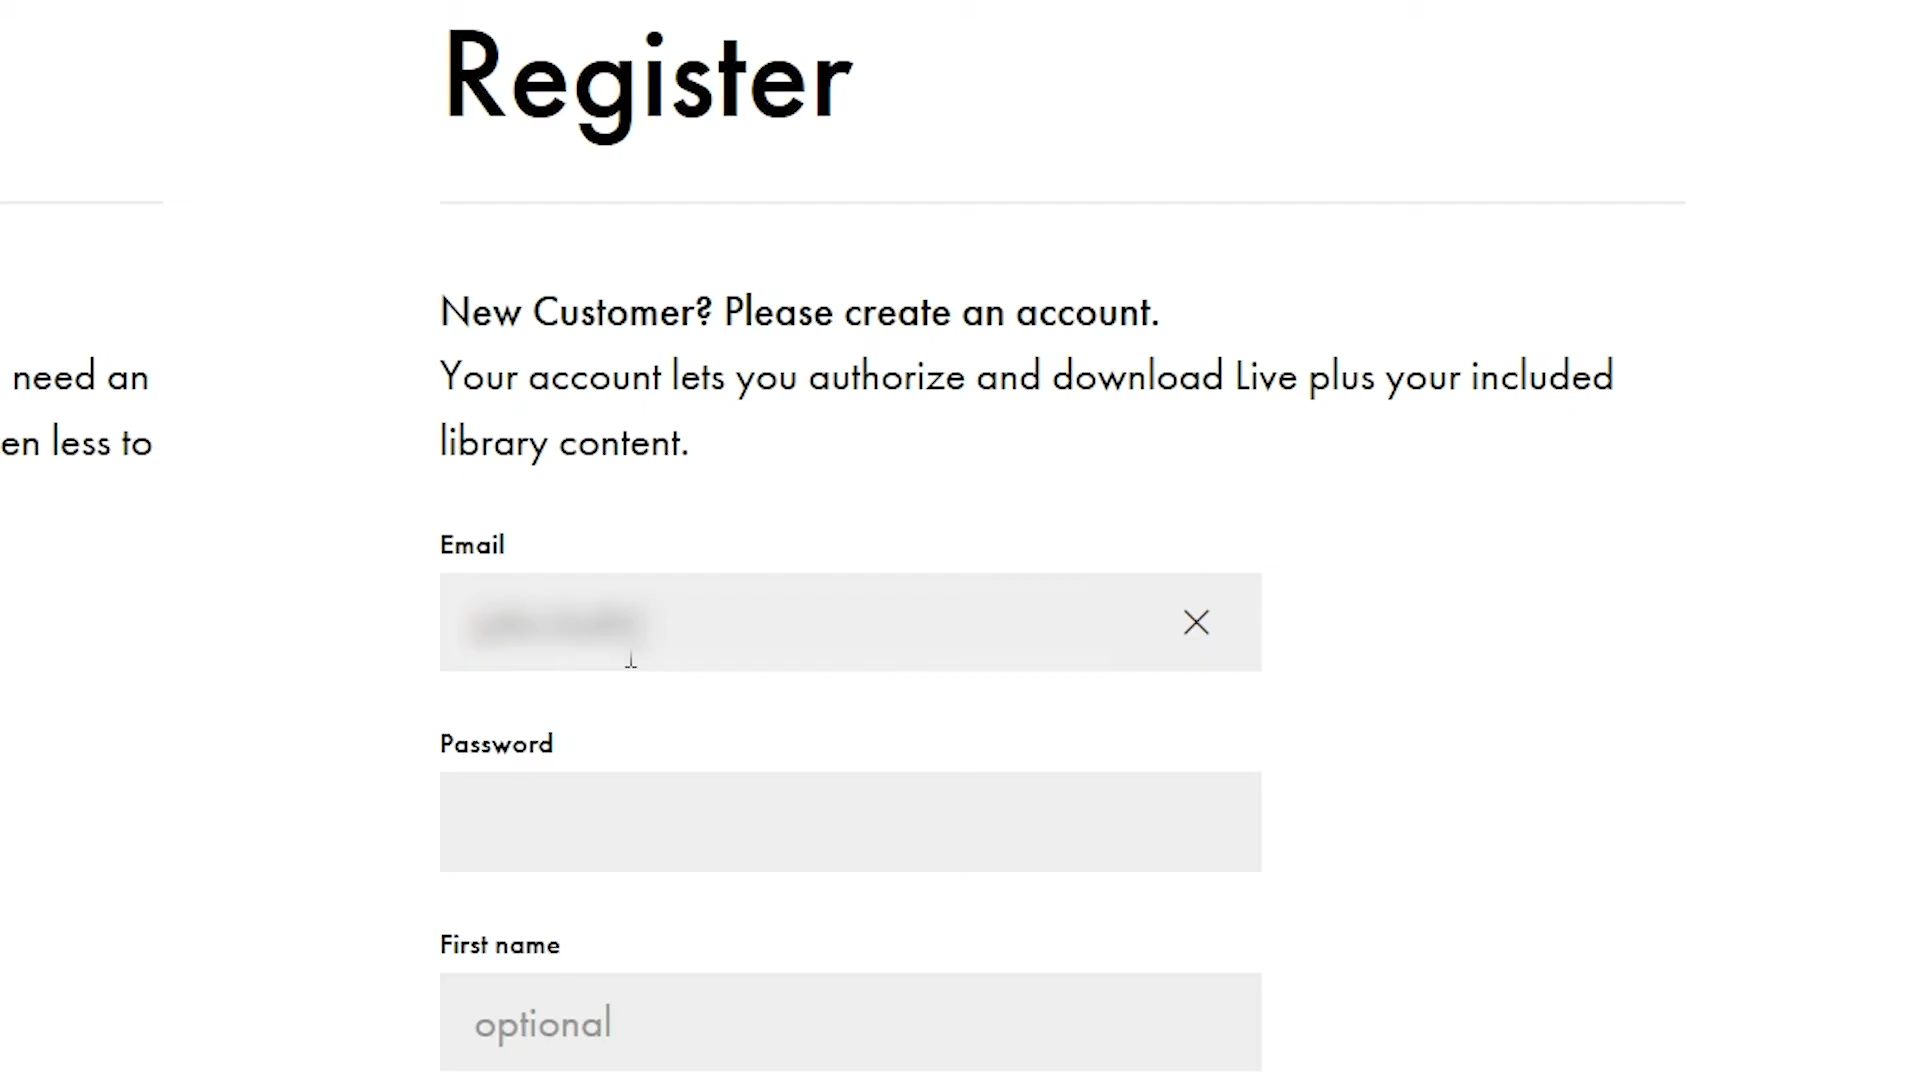 Register
need an
en less to
New Customer? Please create an account.
Your account lets you authorize and download Live plus your included
library content.
Email
Password
First name
optional